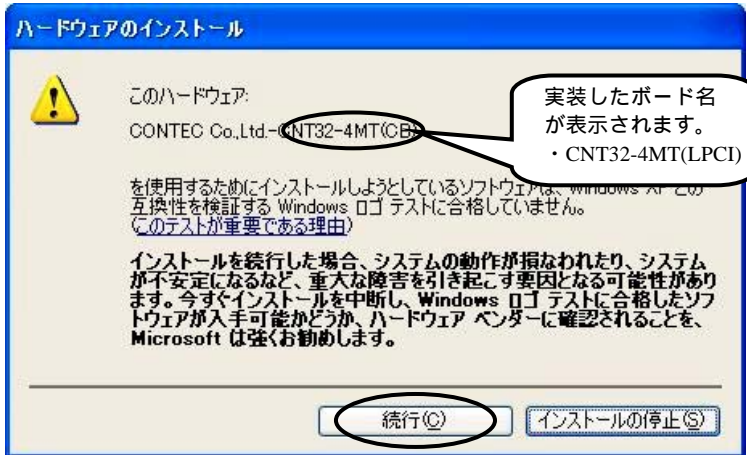 ハードウェアのインストール
このハードウェア:
CONTEC Co.,Ltd.-CNT32-4MT(CB)
実装したボード名
が表示されます。
・CNT32-4MT(LPCI)
を使用するためにインストールしようとしているソフトウェアは、Windows XP との
互換性を検証する Windows ロゴ テストに合格していません。
(このテストが重要である理由)
インストールを続行した場合、システムの動作が損なわれたり、システム
が不安定になるなど、重大な障害を引き起こす要因となる可能性があり
ます。今すぐインストールを中断し、Windows ロゴ テストに合格したソフ
トウェアが入手可能かどうか、ハードウェア ベンダーに確認されることを、
Microsoft は強くお勧めします。
続行(C)
インストールの停止(S)